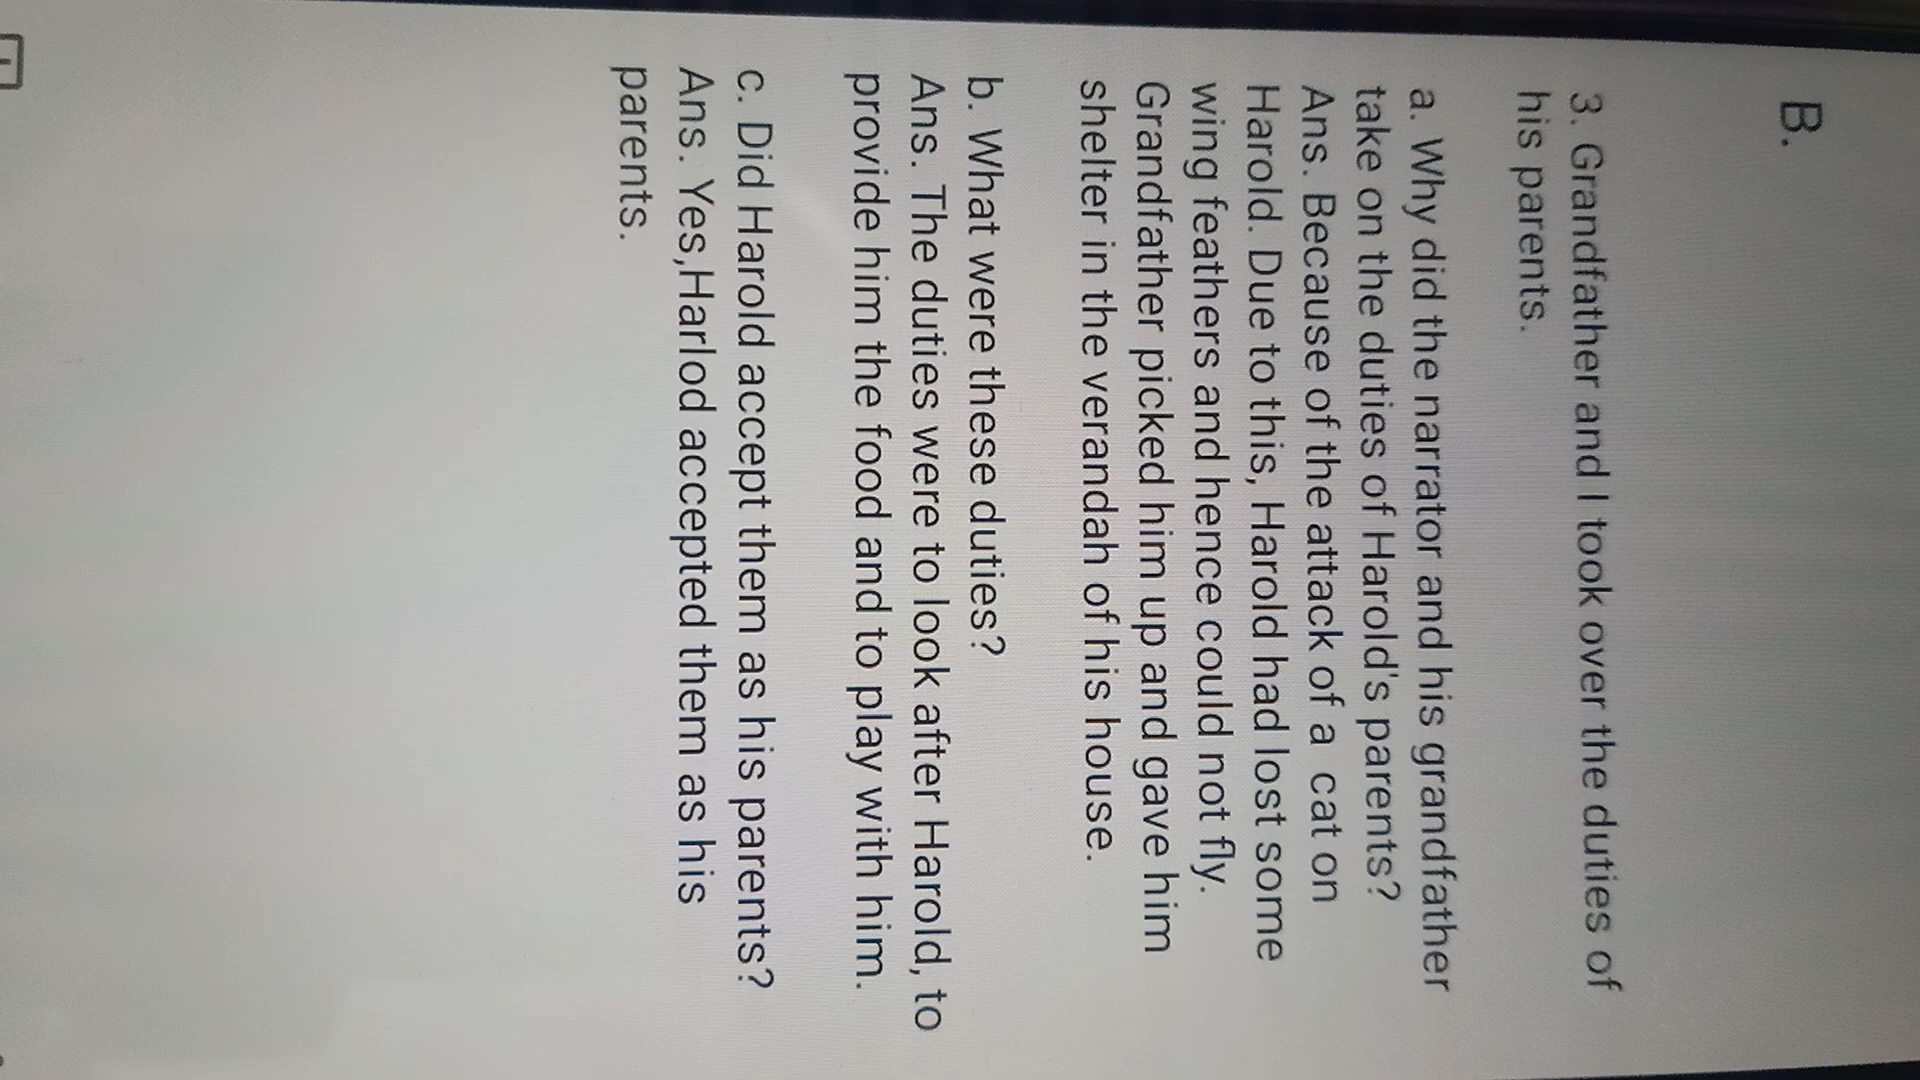 B.
3. Grandfather and I took over the duties of
his parents.
a. Why did the narrator and his grandfather
take on the duties of Harold's parents?
Ans. Because of the attack of a  cat on
Harold. Due to this, Harold had lost some
wing feathers and hence could not fly.
Grandfather picked him up and gave him
shelter in the verandah of his house.
b. What were these duties?
Ans. The duties were to look after Harold, to
provide him the food and to play with him.
c. Did Harold accept them as his parents?
Ans. Yes,Harlod accepted them as his
parents.